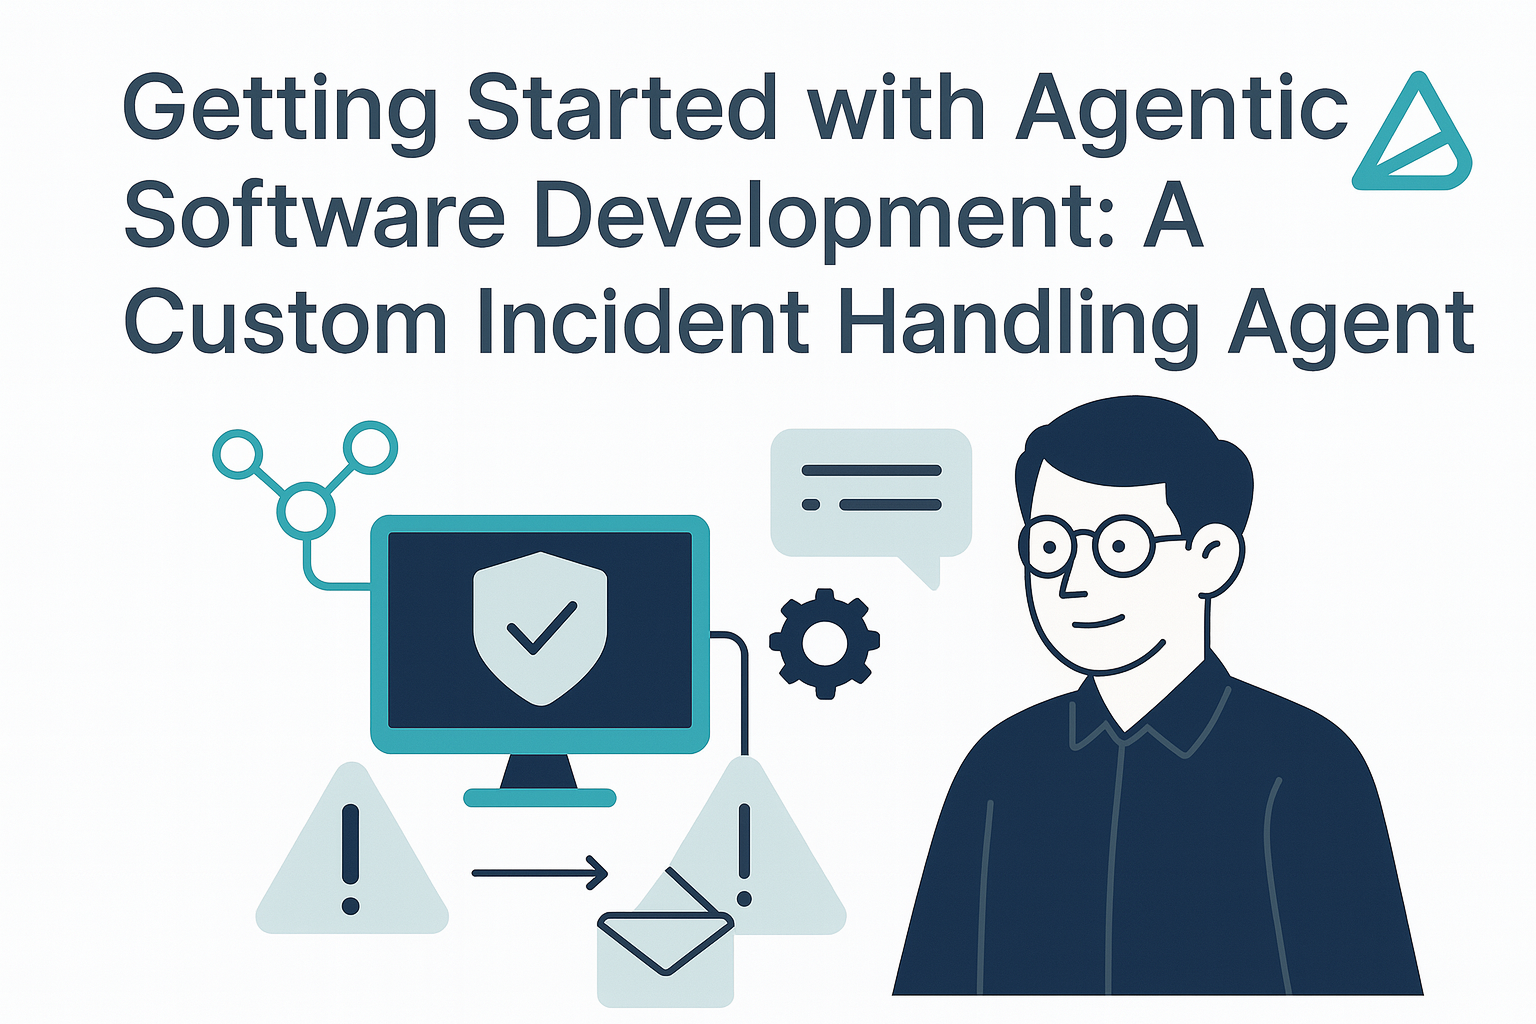 Getting Started with Agentic
Software Development: A
Custom Incident Handling Agent